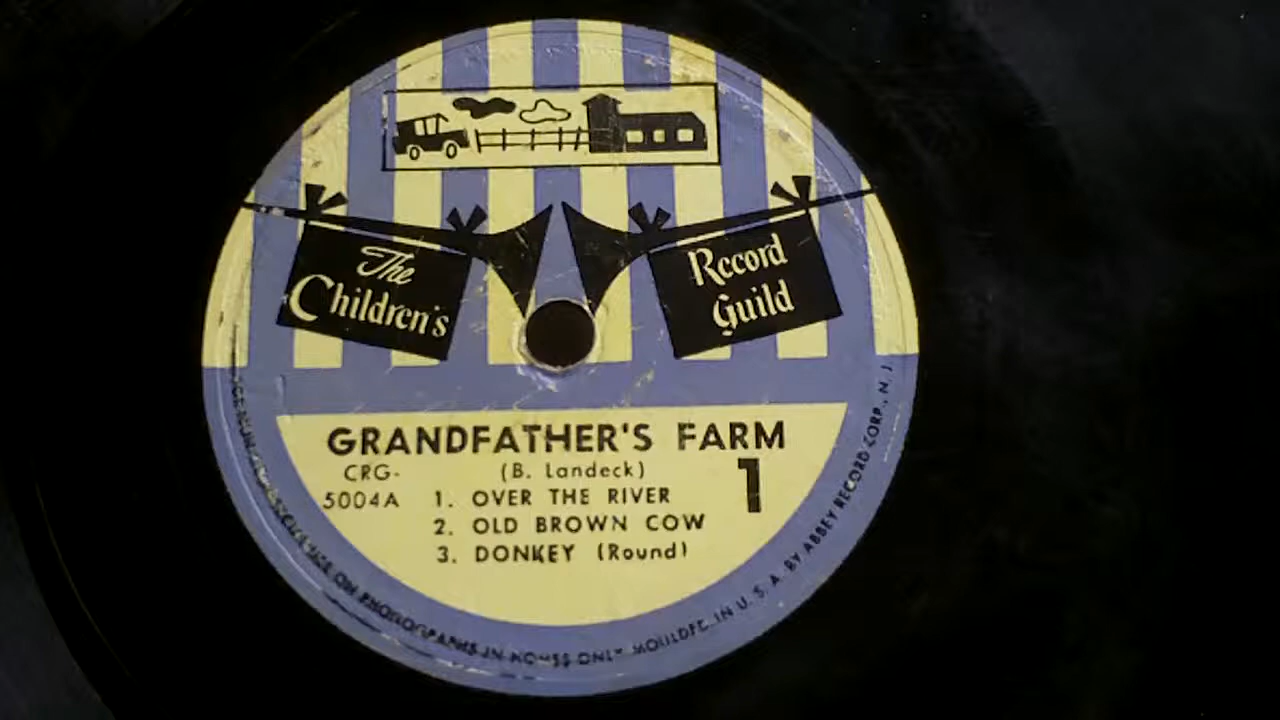 The
Children's
Record
Guild
GRANDFATHER'S FARM
CRG-
5004A
(B. Landeck)
1
1. OVER THE RIVER
2. OLD BROWN COW
3. DONKEY (Round)
ON PHONOGRAPHS IN HOMES ONLY MOULDED IN U. S. A. BY ABBEY RECORD CORP., N. J.